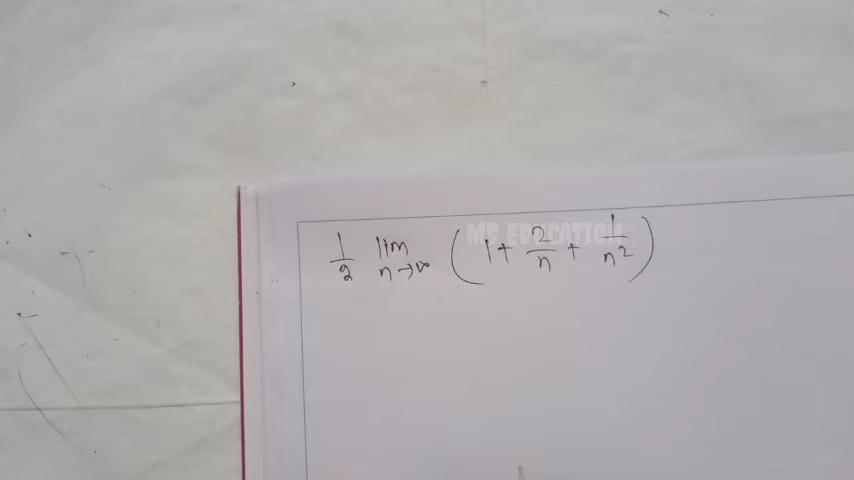 MS EDUCATION
1/2 lim n→∞ (1 + 2/n + 1/n²)